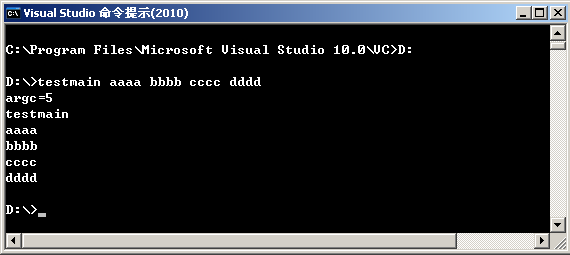 Visual Studio 命令提示(2010)
C:\Program Files\Microsoft Visual Studio 10.0\VC>D:
D:\>testmain aaaa bbbb cccc dddd
argc=5
testmain
aaaa
bbbb
cccc
dddd
D:\>